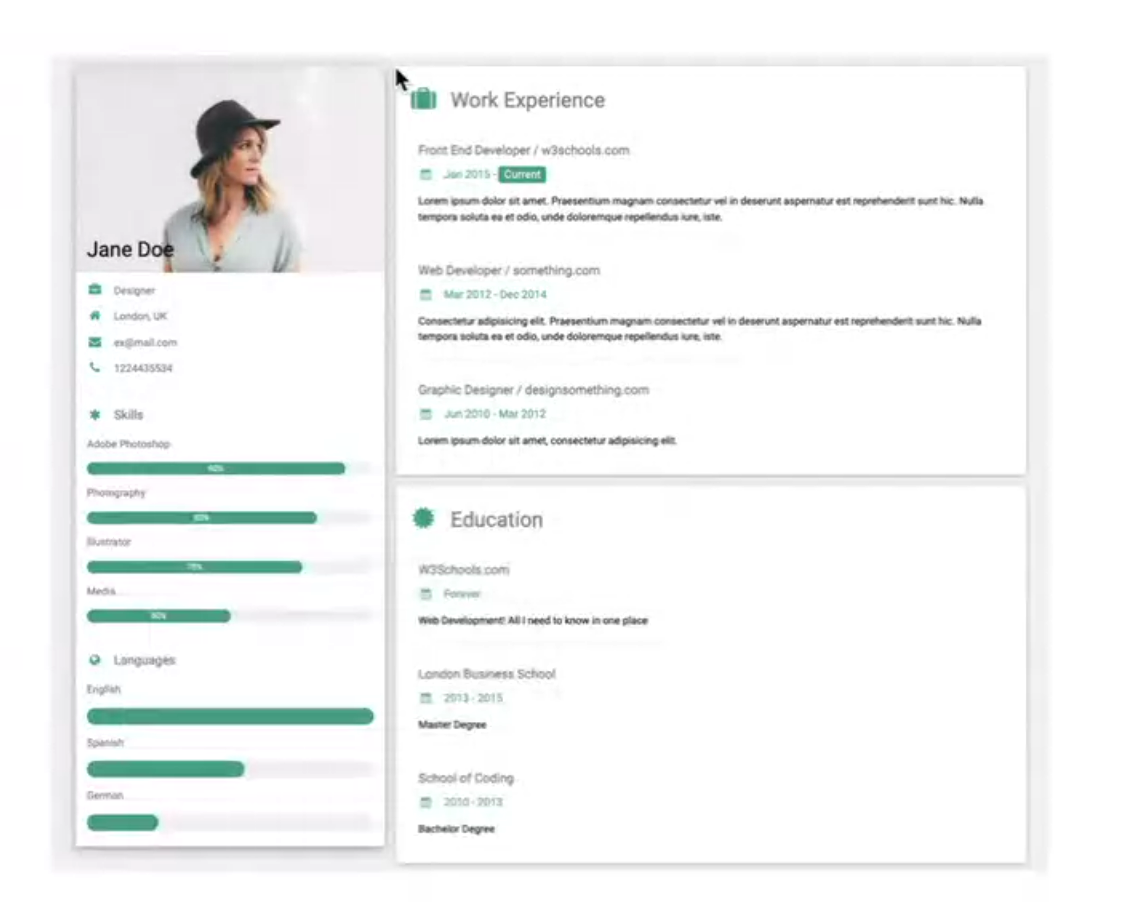 Jane Doe
Designer
London, UK
ex@mail.com
1224435534
Skills
Adobe Photoshop
90%
Photography
80%
Illustrator
75%
Media
50%
Languages
English
Spanish
German
Work Experience
Front End Developer / w3schools.com
Jan 2015 - Current
Lorem ipsum dolor sit amet. Praesentium magnam consectetur vel in deserunt aspernatur est reprehenderit sunt hic. Nulla
tempora soluta ea et odio, unde doloremque repellendus iure, iste.
Web Developer / something.com
Mar 2012 - Dec 2014
Consectetur adipisicing elit. Praesentium magnam consectetur vel in deserunt aspernatur est reprehenderit sunt hic. Nulla
tempora soluta ea et odio, unde doloremque repellendus iure, iste.
Graphic Designer / designsomething.com
Jun 2010 - Mar 2012
Lorem ipsum dolor sit amet, consectetur adipisicing elit.
Education
W3Schools.com
Forever
Web Development! All I need to know in one place
London Business School
2013 - 2015
Master Degree
School of Coding
2010 - 2013
Bachelor Degree